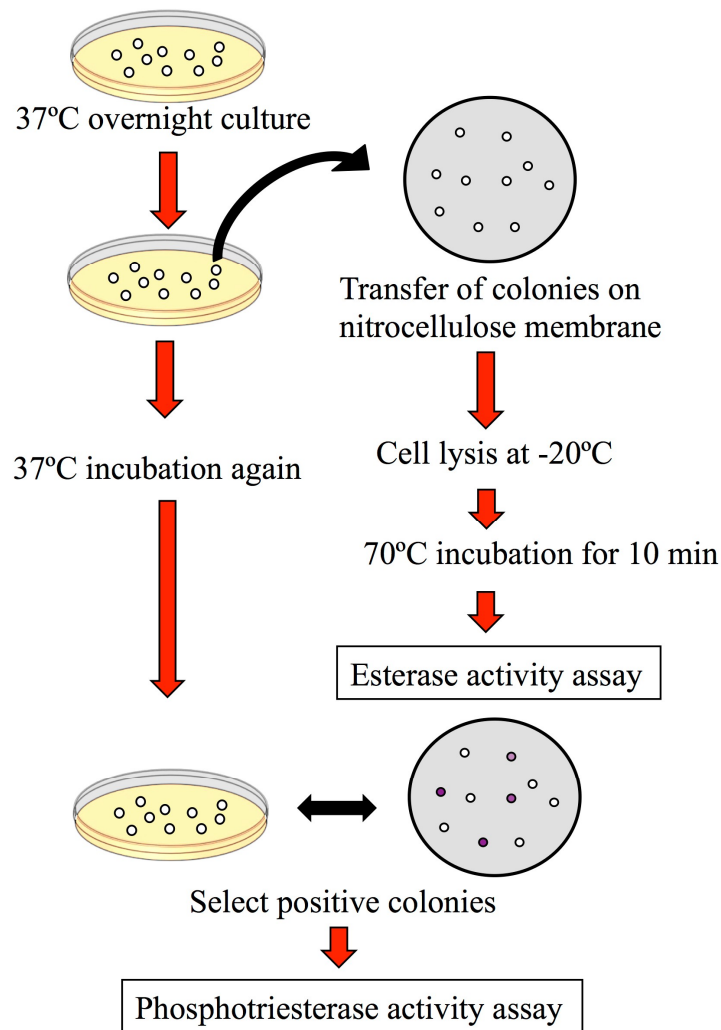 37ºC overnight culture
Transfer of colonies on
nitrocellulose membrane
37ºC incubation again
Cell lysis at -20ºC
70ºC incubation for 10 min
Esterase activity assay
Select positive colonies
Phosphotriesterase activity assay